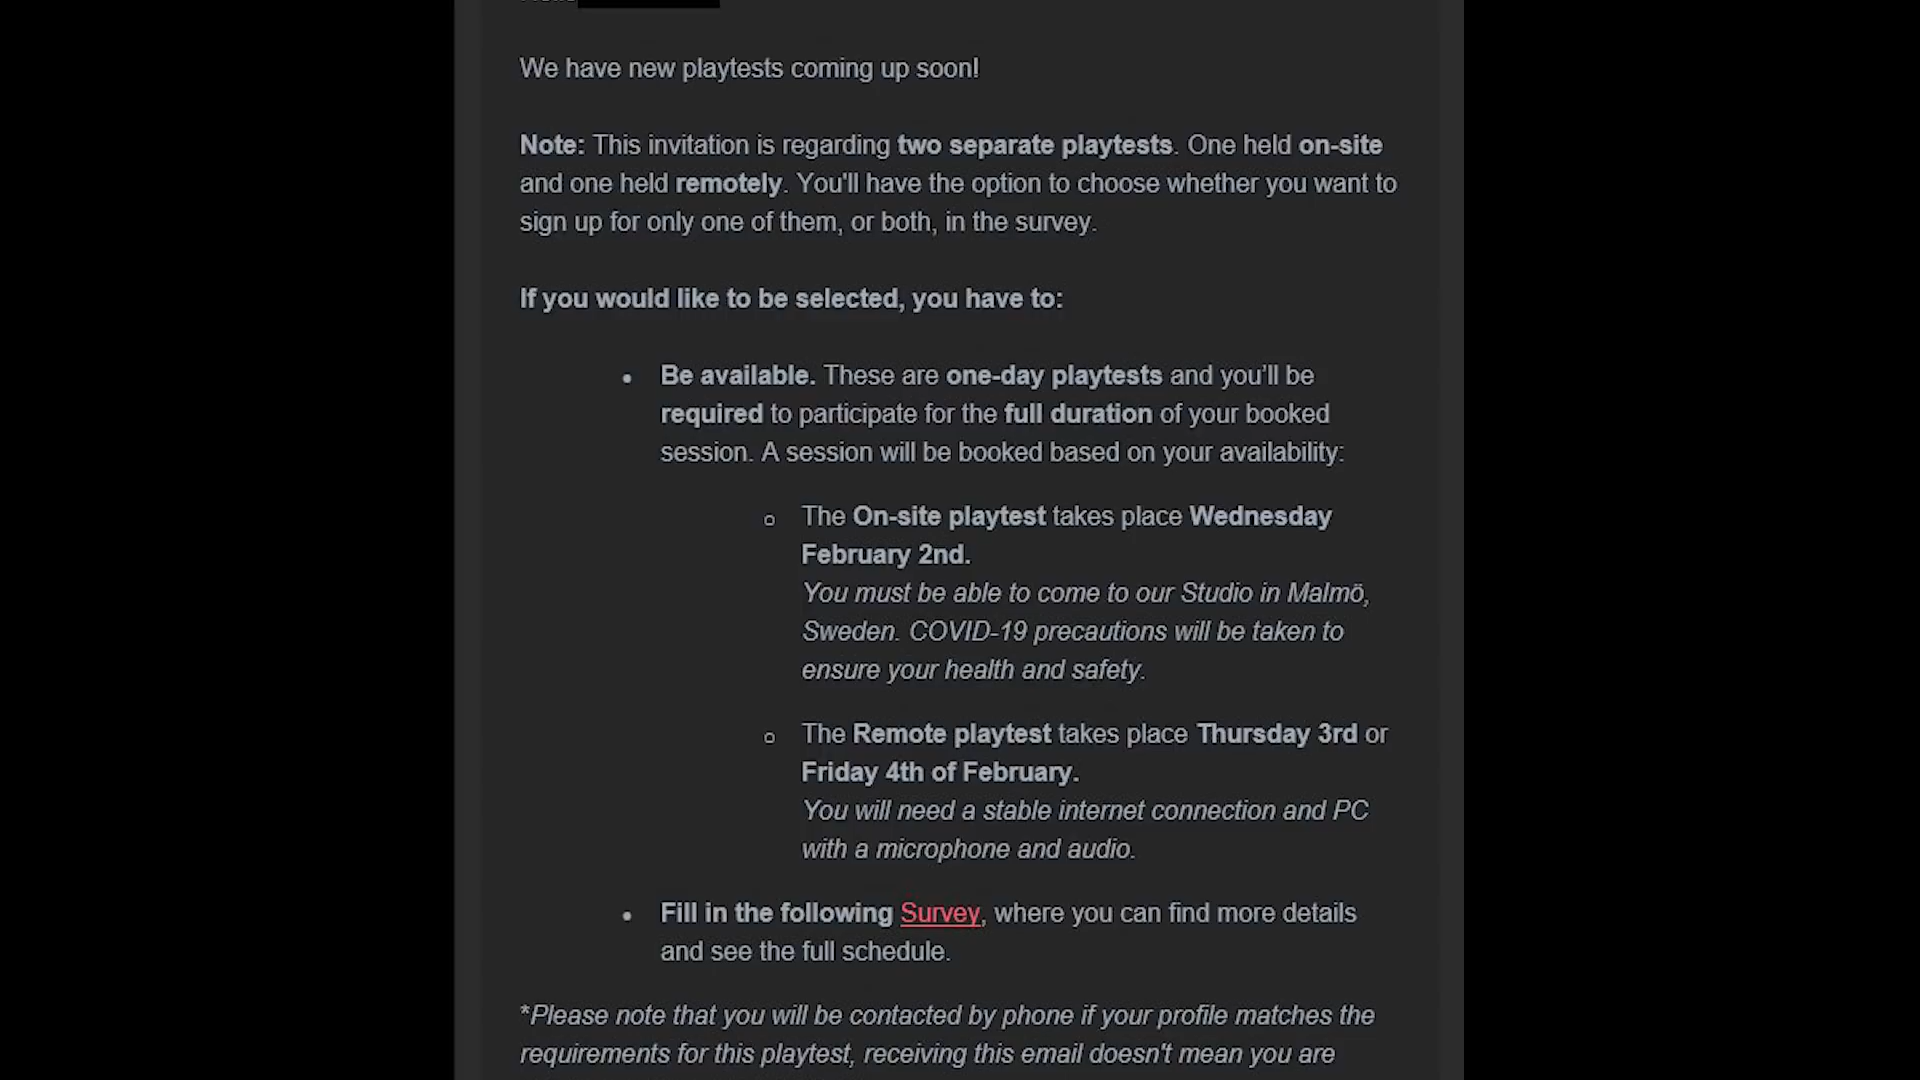 We have new playtests coming up soon!
Note: This invitation is regarding two separate playtests. One held on-site
and one held remotely. You'll have the option to choose whether you want to
sign up for only one of them, or both, in the survey.
If you would like to be selected, you have to:
• Be available. These are one-day playtests and you’ll be
required to participate for the full duration of your booked
session. A session will be booked based on your availability:
o The On-site playtest takes place Wednesday
February 2nd.
You must be able to come to our Studio in Malmö,
Sweden. COVID-19 precautions will be taken to
ensure your health and safety.
o The Remote playtest takes place Thursday 3rd or
Friday 4th of February.
You will need a stable internet connection and PC
with a microphone and audio.
• Fill in the following Survey, where you can find more details
and see the full schedule.
*Please note that you will be contacted by phone if your profile matches the
requirements for this playtest, receiving this email doesn't mean you are